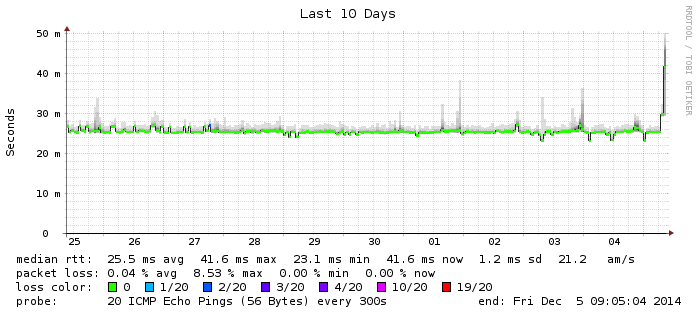 Last 10 Days
RRDTOOL / TOBI OETIKER
Seconds
50 m
40 m
30 m
20 m
10 m
0
25 26 27 28 29 30 01 02 03 04
median rtt: 25.5 ms avg 41.6 ms max 23.1 ms min 41.6 ms now 1.2 ms sd 21.2 am/s
packet loss: 0.04 % avg 8.53 % max 0.00 % min 0.00 % now
loss color: 0 1/20 2/20 3/20 4/20 10/20 19/20
probe: 20 ICMP Echo Pings (56 Bytes) every 300s end: Fri Dec 5 09:05:04 2014